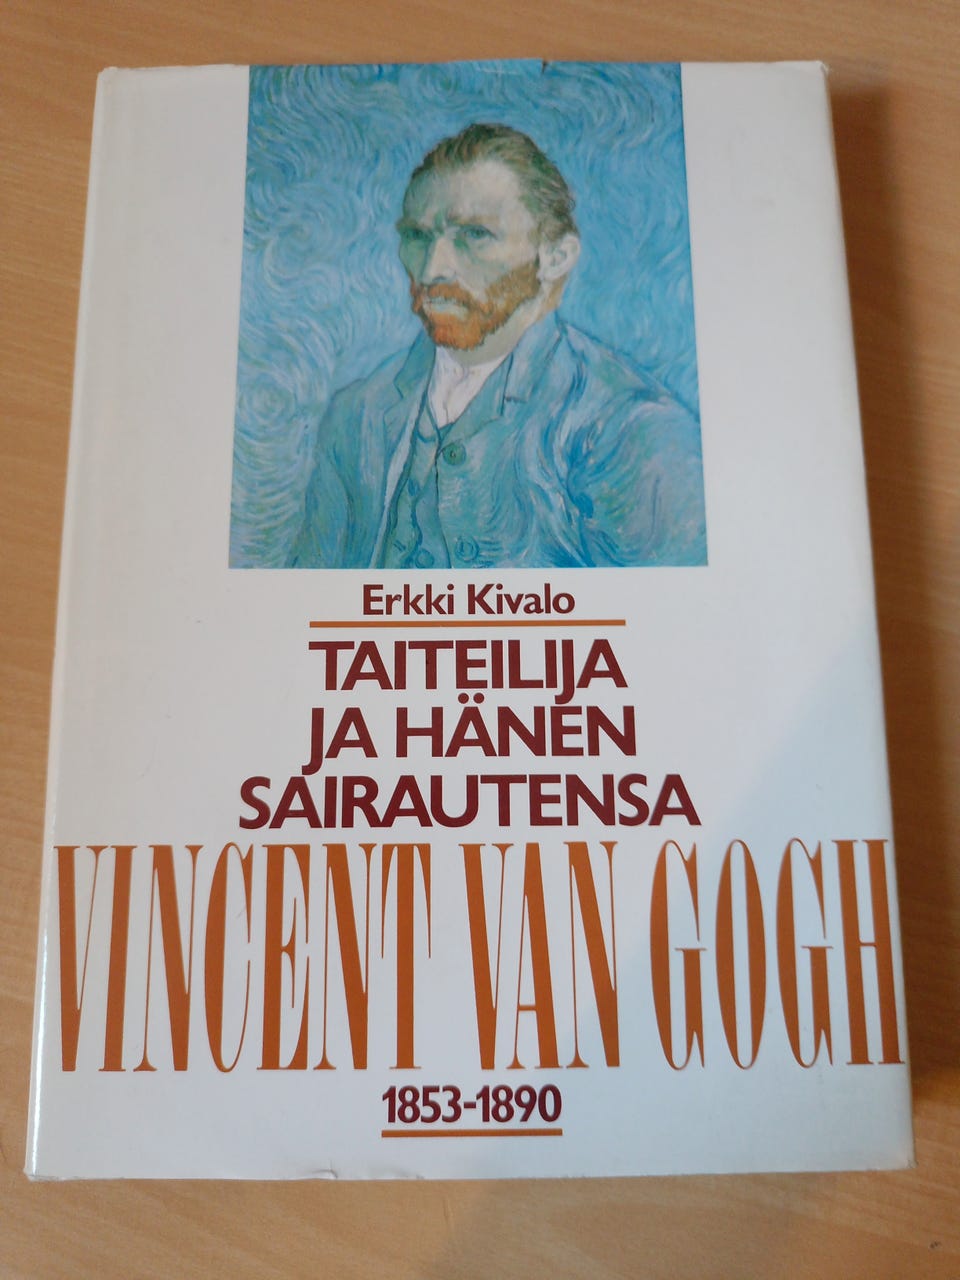 Erkki Kivalo
TAITEILIJA
JA HÄNEN
SAIRAUTENSA
VINCENT VAN GOGH
1853-1890